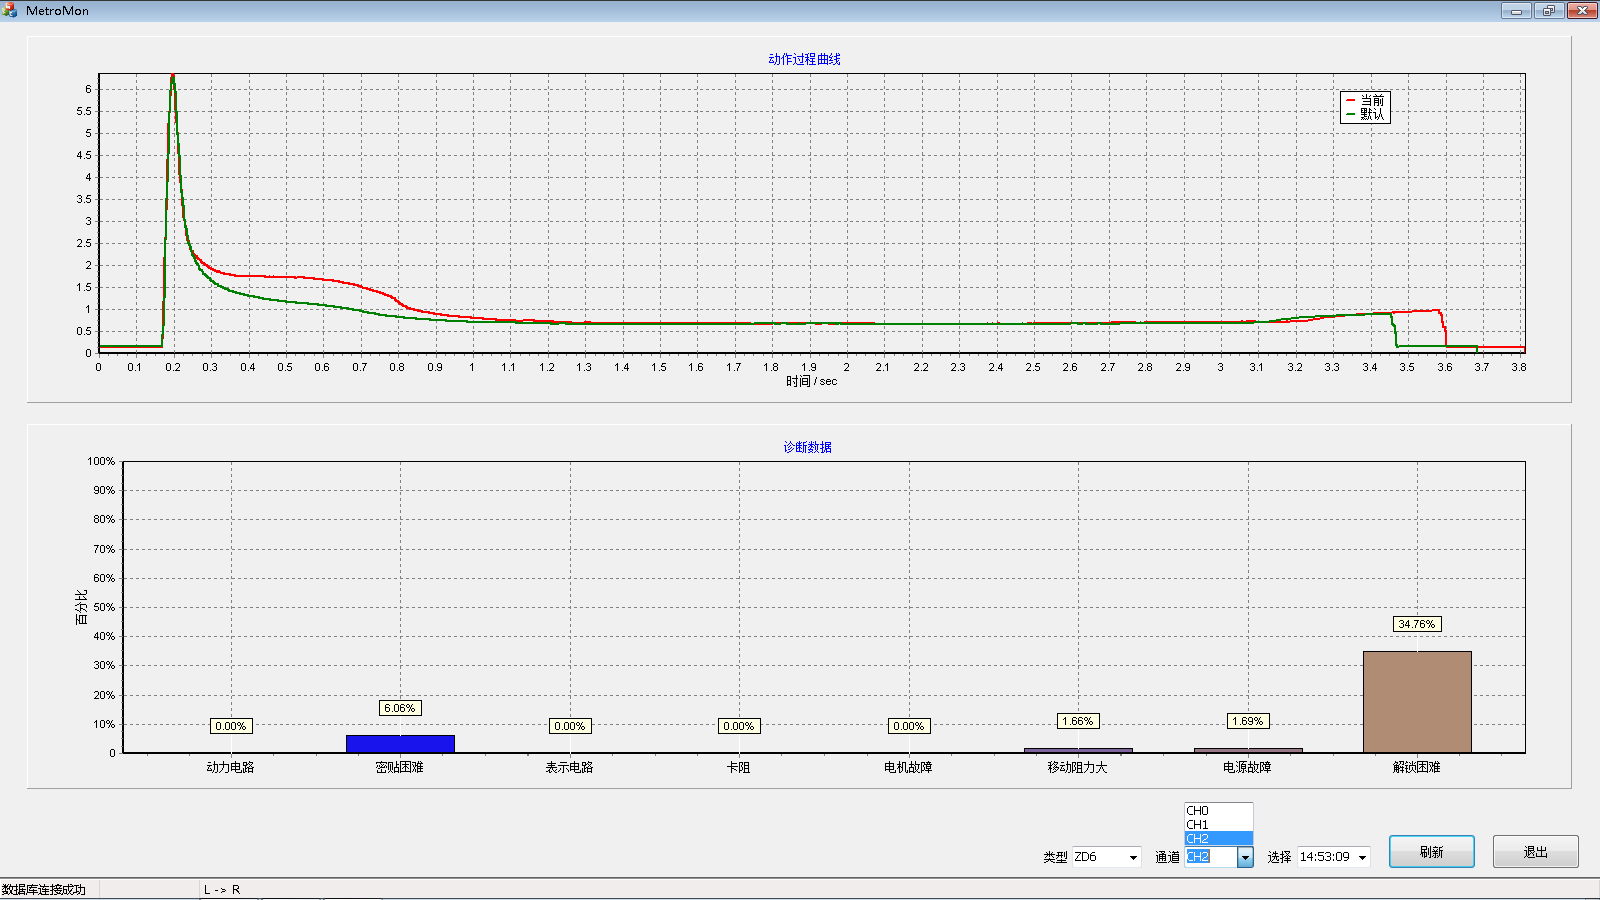 MetroMon
动作过程曲线
当前
默认
6
5.5
5
4.5
4
3.5
3
2.5
2
1.5
1
0.5
0
0 0.1 0.2 0.3 0.4 0.5 0.6 0.7 0.8 0.9 1 1.1 1.2 1.3 1.4 1.5 1.6 1.7 1.8 1.9 2 2.1 2.2 2.3 2.4 2.5 2.6 2.7 2.8 2.9 3 3.1 3.2 3.3 3.4 3.5 3.6 3.7 3.8
时间 / sec
诊断数据
100%
90%
80%
70%
60%
50%
40%
30%
20%
10%
0
百分比
0.00% 6.06% 0.00% 0.00% 0.00% 1.66% 1.69% 34.76%
动力电路 密贴困难 表示电路 卡阻 电机故障 移动阻力大 电源故障 解锁困难
CH0
CH1
CH2
类型 ZD6 通道 CH2 选择 14:53:09 刷新 退出
数据库连接成功 L -> R